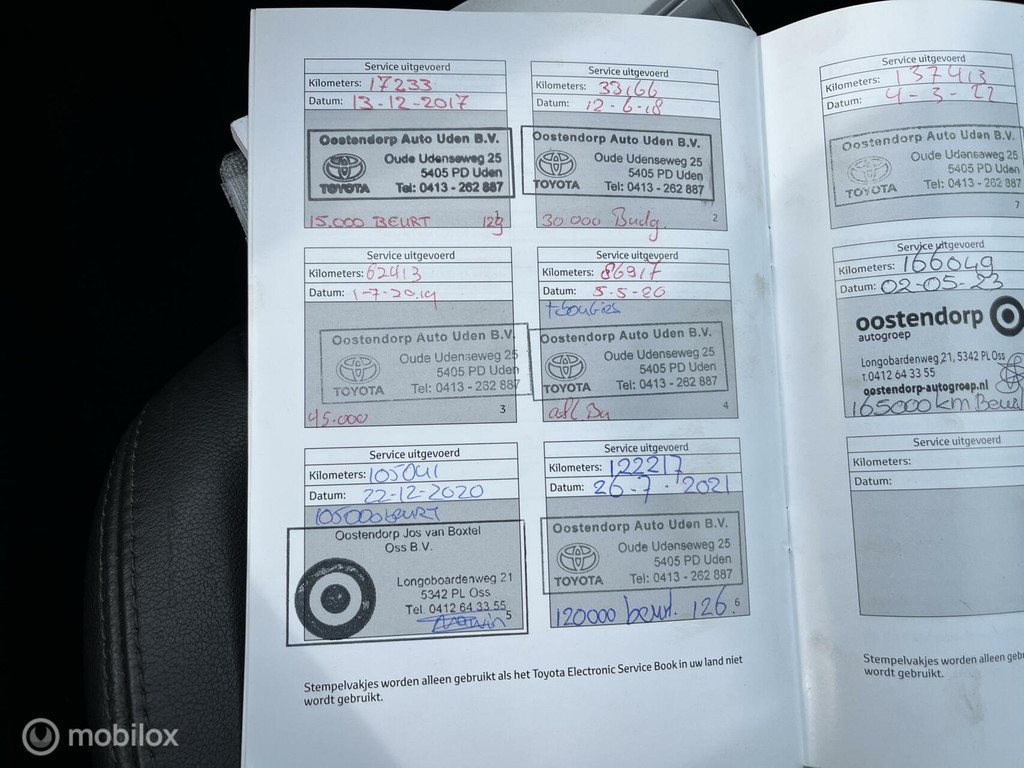 Service uitgevoerd
Kilometers: 17233
Datum: 13-12-2017
Oostendorp Auto Uden B.V.
Oude Udenseweg 25
5405 PD Uden
TOYOTA
Tel: 0413 - 262 887
15.000 BEURT
Service uitgevoerd
Kilometers: 33166
Datum: 12-6-18
Oostendorp Auto Uden B.V.
Oude Udenseweg 25
5405 PD Uden
TOYOTA
Tel: 0413 - 262 887
30.000
2
Service uitgevoerd
Kilometers: 62413
Datum: 1-7-2019
Oostendorp Auto Uden B.V.
Oude Udenseweg 25
5405 PD Uden
TOYOTA
Tel: 0413 - 262 887
45.000
3
Service uitgevoerd
Kilometers: 86917
Datum: 5-5-20
+ Bougies
Oostendorp Auto Uden B.V.
Oude Udenseweg 25
5405 PD Uden
TOYOTA
Tel: 0413 - 262 887
4
Service uitgevoerd
Kilometers: 105041
Datum: 22-12-2020
105000 BEURT
Oostendorp Jos van Boxtel
Oss B.V.
Longoboardenweg 21
5342 PL Oss
Tel. 0412 64 33 55
5
Service uitgevoerd
Kilometers: 122217
Datum: 26-7-2021
Oostendorp Auto Uden B.V.
Oude Udenseweg 25
5405 PD Uden
TOYOTA
Tel: 0413 - 262 887
120000 beurt. 126.
6
Stempelvakjes worden alleen gebruikt als het Toyota Electronic Service Book in uw land niet
wordt gebruikt.
Service uitgevoerd
Kilometers: 137413
Datum: 4-3-22
Oostendorp Auto Uden B.V.
Oude Udenseweg 25
5405 PD Uden
TOYOTA
Tel: 0413 - 262 887
7
Service uitgevoerd
Kilometers: 166049
Datum: 02-05-23
oostendorp
autogroep
Longobardenweg 21, 5342 PL Oss
t.0412 64 33 55
oostendorp-autogroep.nl
165000 km Beurt
Service uitgevoerd
Kilometers:
Datum:
Stempelvakjes worden alleen geb
wordt gebruikt.
mobilox